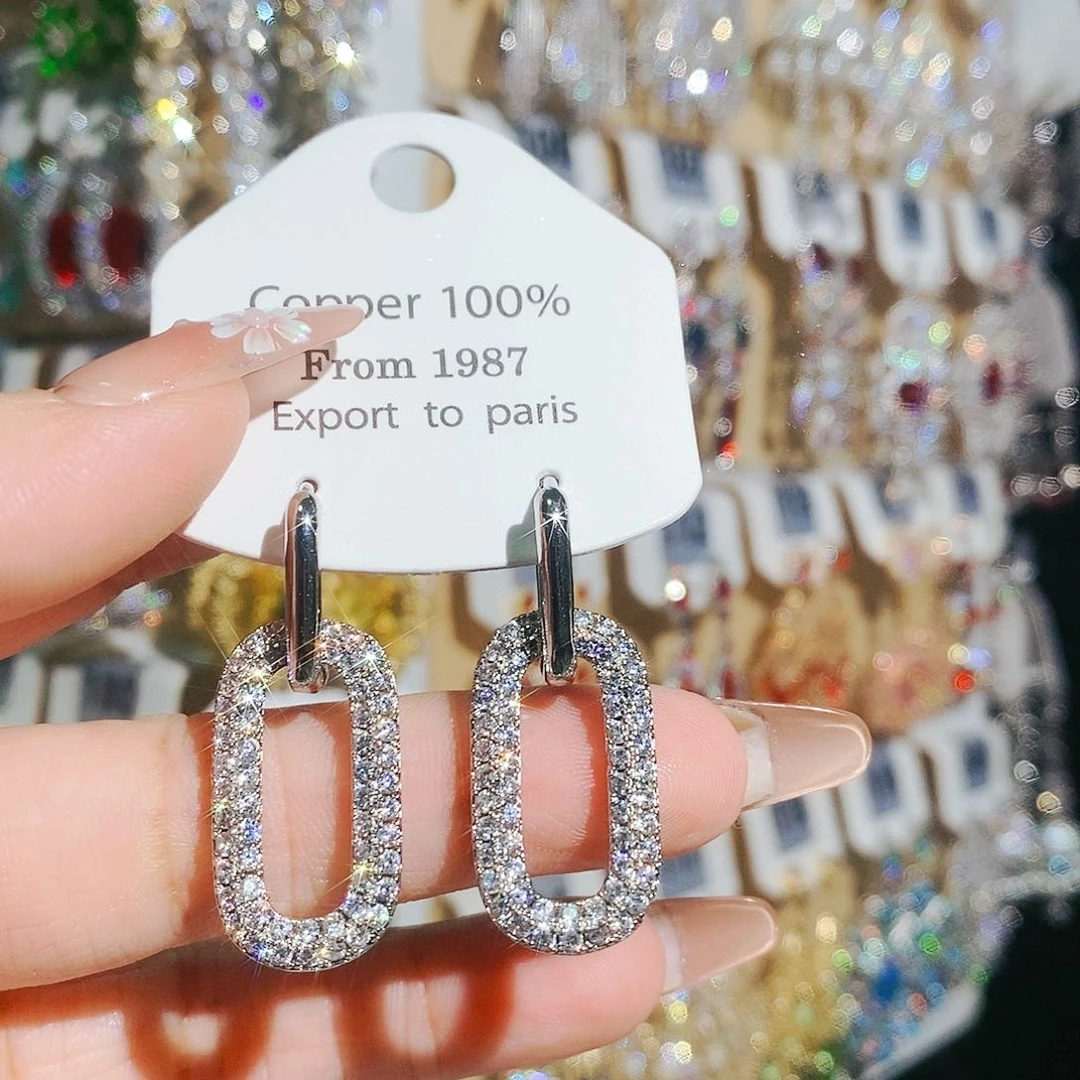 Copper 100%
From 1987
Export to paris